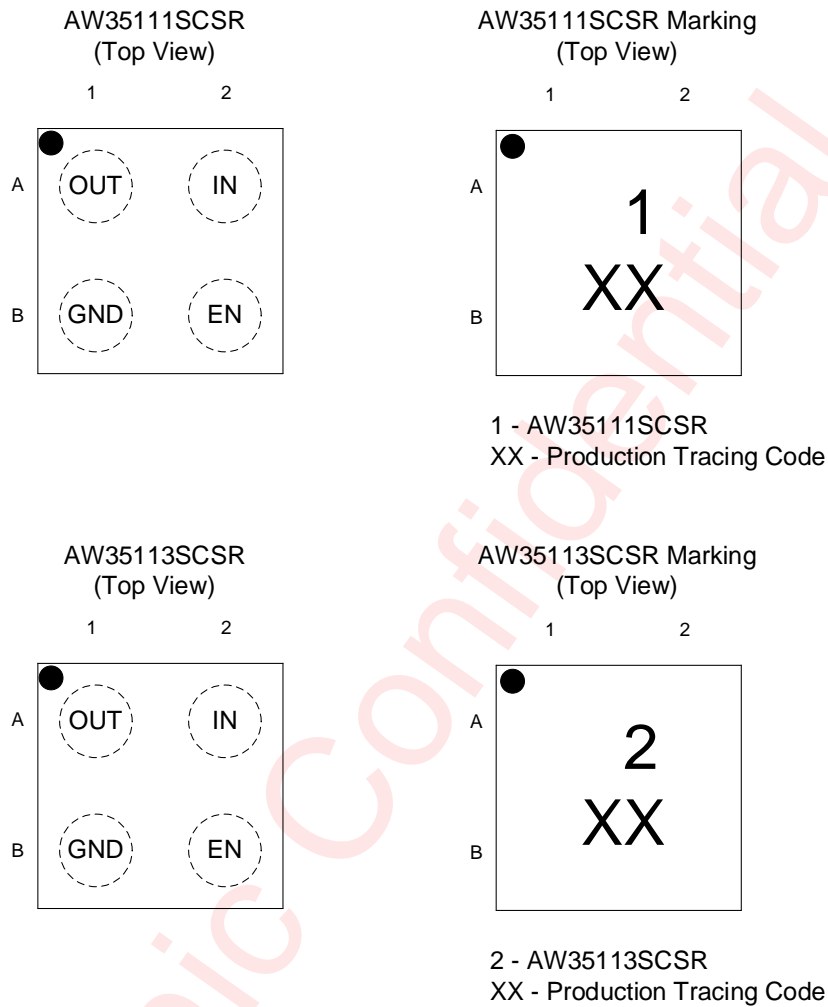 AW35111SCSR
(Top View)
1 2
A OUT IN
B GND EN
AW35111SCSR Marking
(Top View)
1 2
A 1
XX
B
1 - AW35111SCSR
XX - Production Tracing Code
AW35113SCSR
(Top View)
1 2
A OUT IN
B GND EN
AW35113SCSR Marking
(Top View)
1 2
A 2
XX
B
2 - AW35113SCSR
XX - Production Tracing Code
nic Confidential